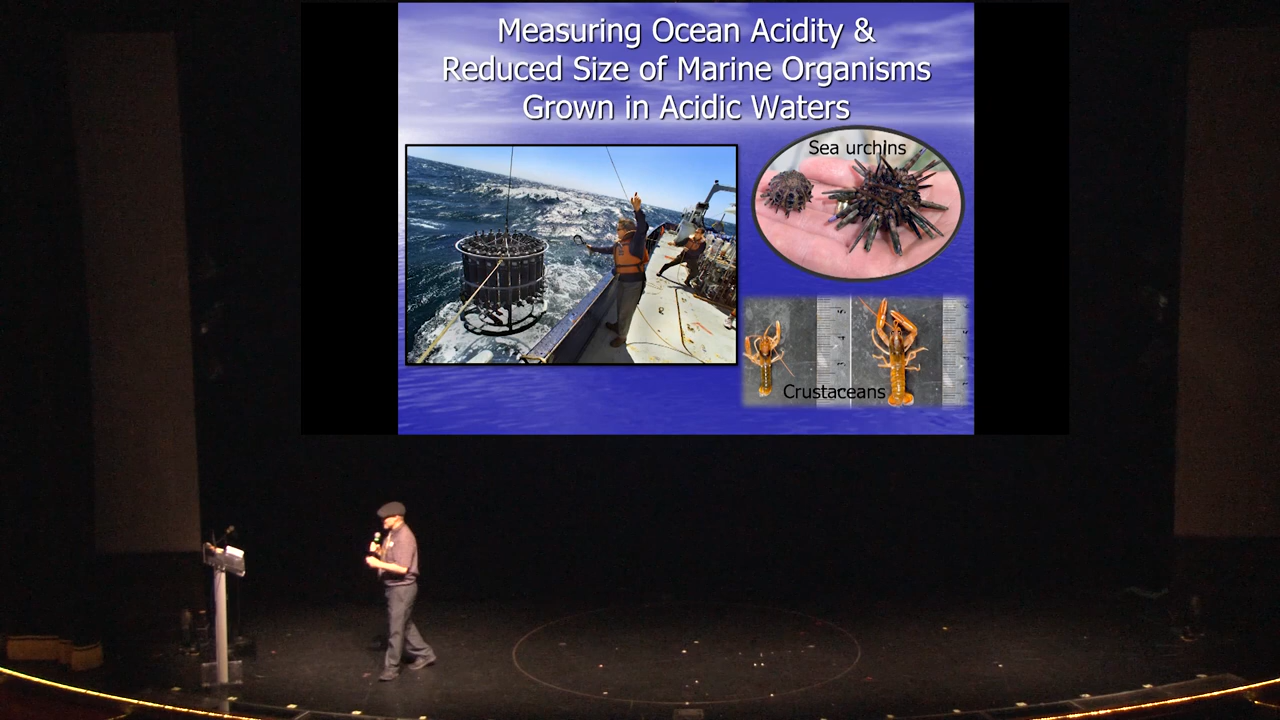 Measuring Ocean Acidity &
Reduced Size of Marine Organisms
Grown in Acidic Waters
Sea urchins
Crustaceans